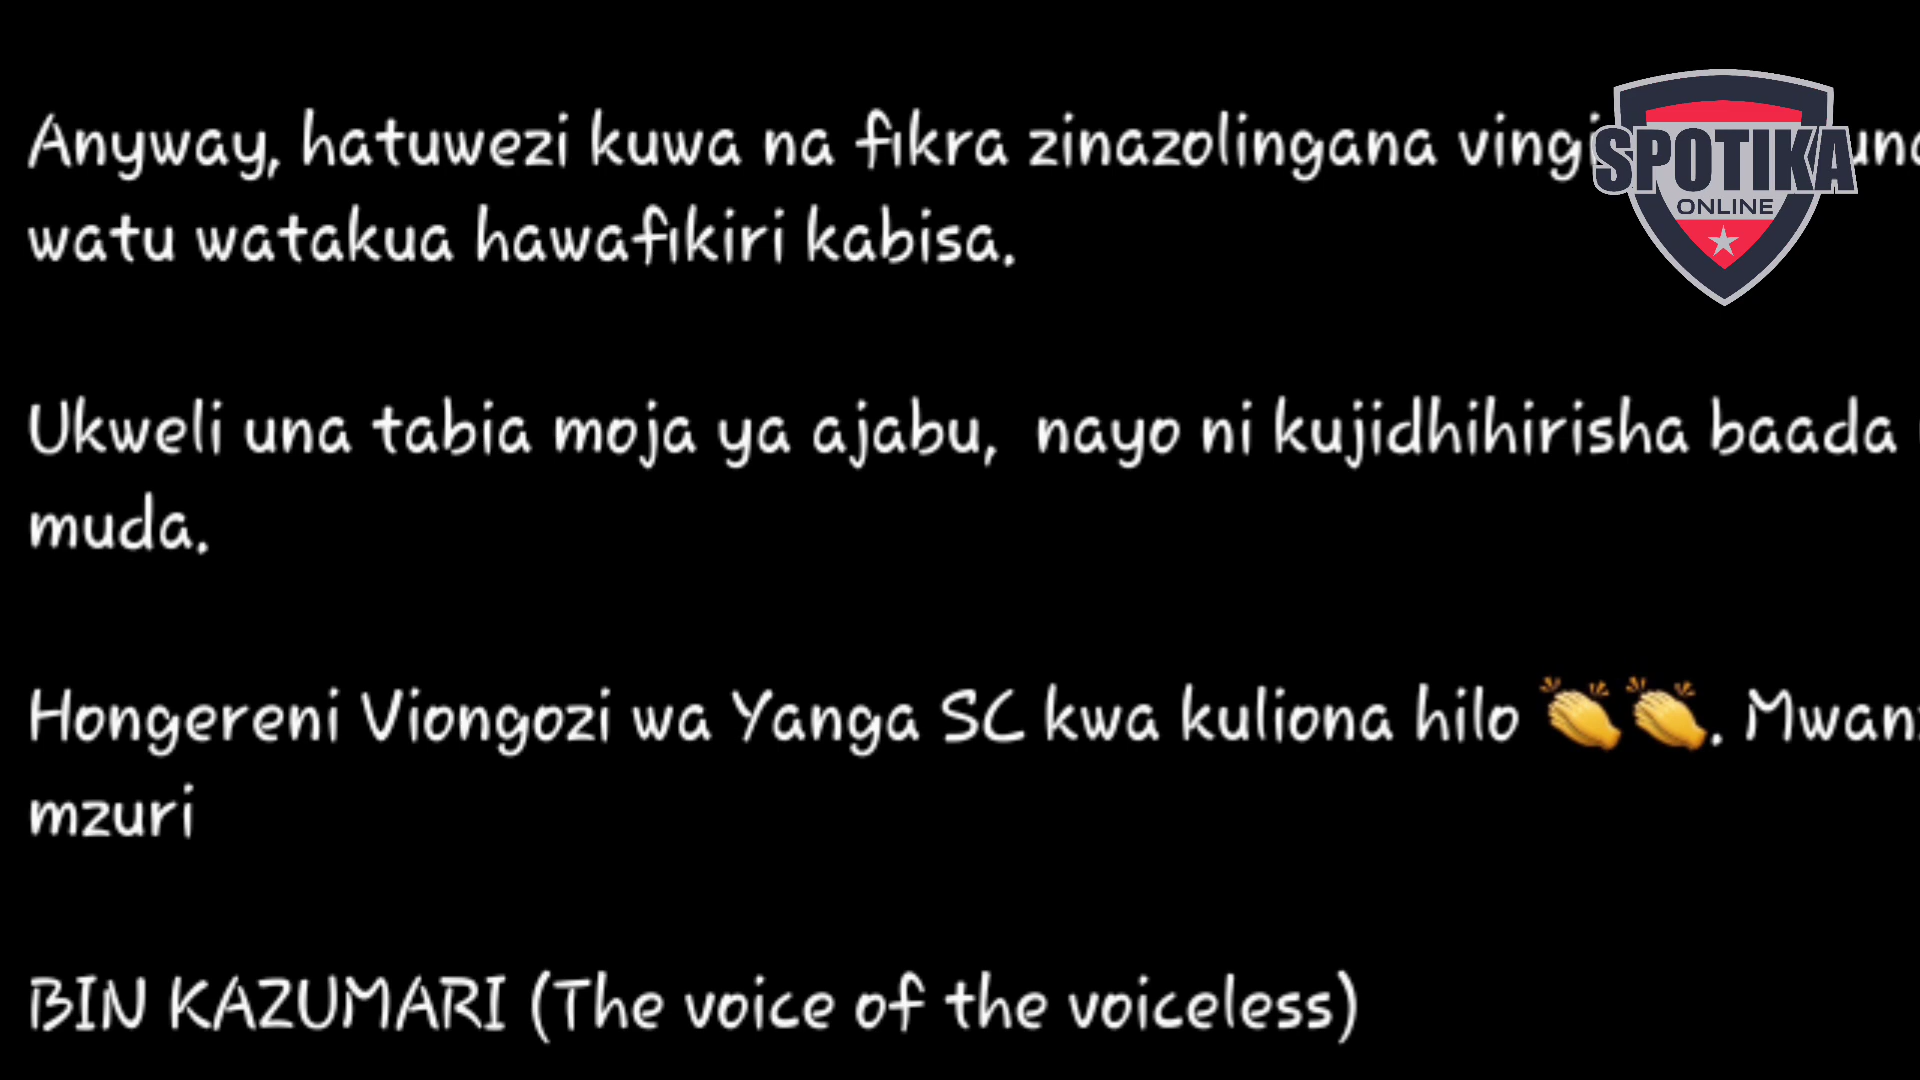 Anyway, hatuwezi kuwa na fikra zinazolingana
watu watakua hawafikiri kabisa.
Ukweli una tabia moja ya ajabu, nayo ni kujidhihirisha baada
muda.
Hongereni Viongozi wa Yanga SC kwa kuliona hilo 👏👏.
mzuri
BIN KAZUMARI (The voice of the voiceless)
SPOTIKA
ONLINE